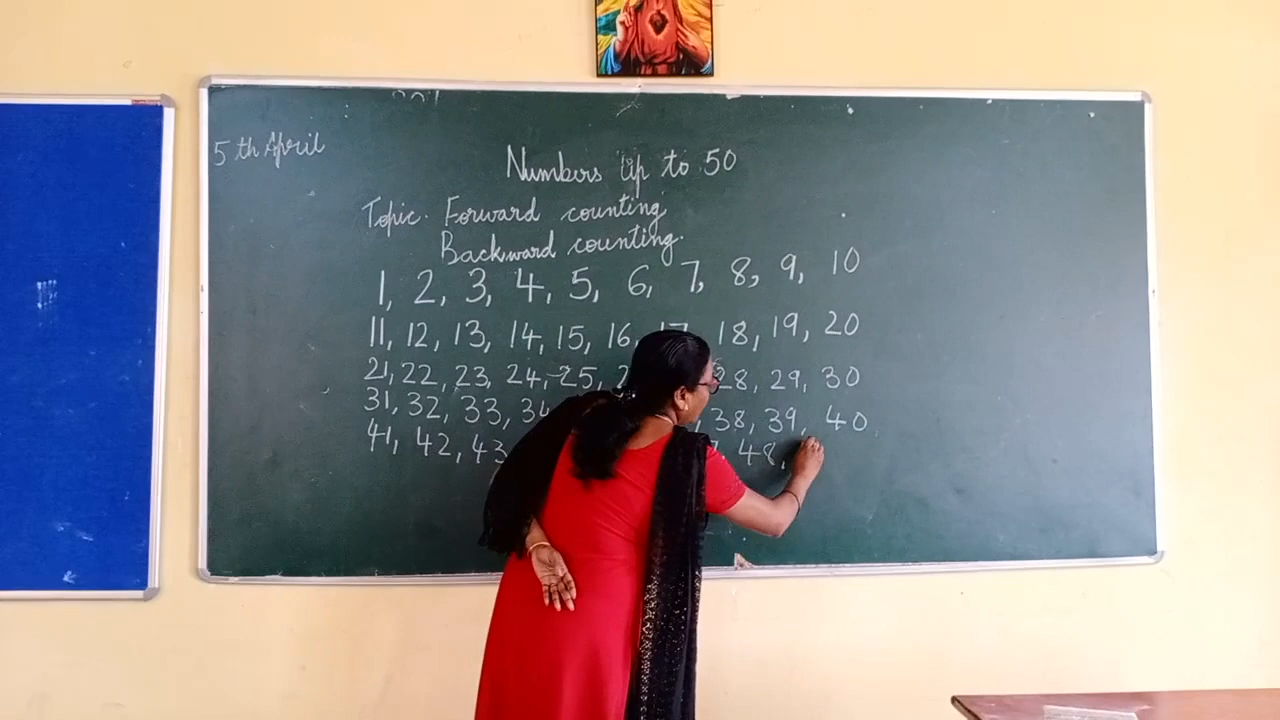 5 th April
Numbers Up to 50
Topic. Forward counting
Backward counting.
1, 2, 3, 4, 5, 6, 7, 8, 9, 10
11, 12, 13, 14, 15, 16, 17, 18, 19, 20
21, 22, 23, 24, 25, 28, 29, 30
31, 32, 33, 34 38, 39, 40
41, 42, 43 48,